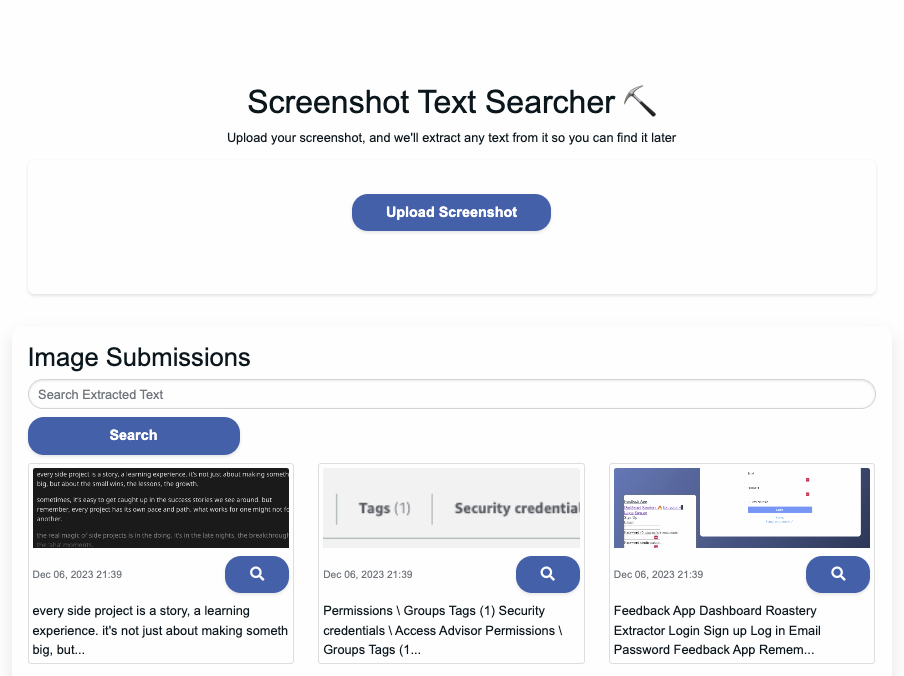 Screenshot Text Searcher ⛏
Upload your screenshot, and we'll extract any text from it so you can find it later
Upload Screenshot
Image Submissions
Search Extracted Text
Search
every side project is a story, a learning experience. it's not just about making someth
big, but about the small wins, the lessons, the growth.
sometimes, it's easy to get caught up in the success stories we see around. but
remember, every project has its own pace and path. what works for one might not fo
another.
the real magic of side projects is in the doing. it's in the late nights, the breakthrough
the 'aha' moments.
Dec 06, 2023 21:39
every side project is a story, a learning
experience. it's not just about making someth
big, but...
Tags (1)
Security credential
Dec 06, 2023 21:39
Permissions \ Groups Tags (1) Security
credentials \ Access Advisor Permissions \
Groups Tags (1...
Feedback App
Dec 06, 2023 21:39
Feedback App Dashboard Roastery
Extractor Login Sign up Log in Email
Password Feedback App Remem...